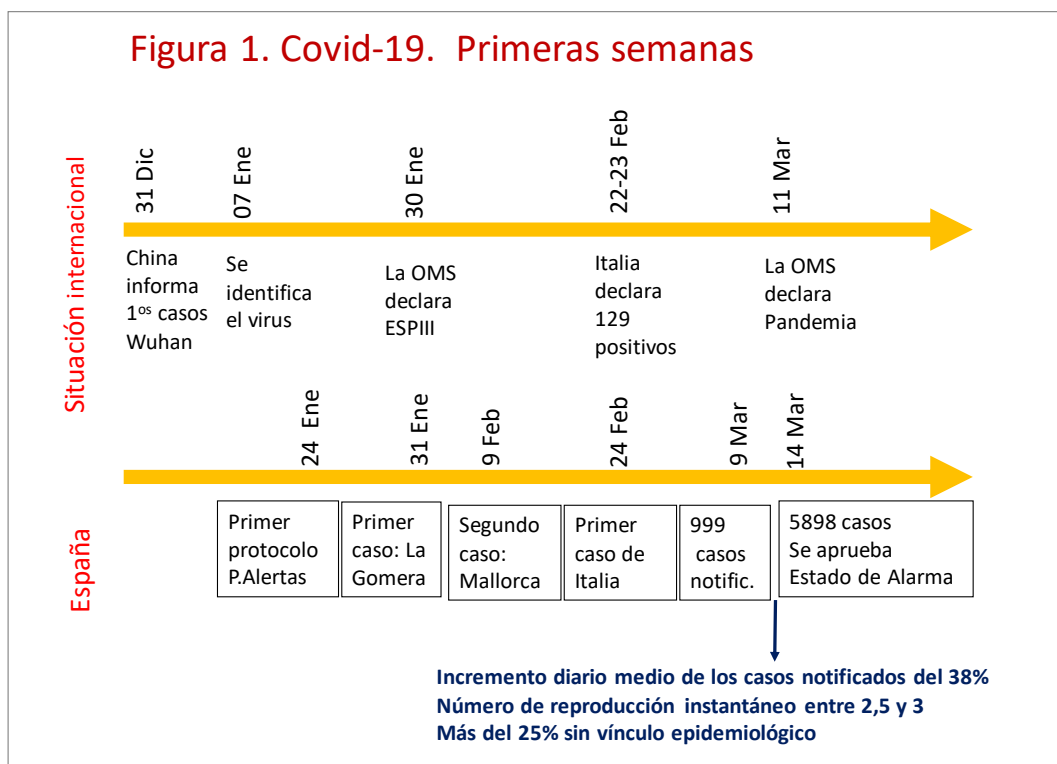 Figura 1. Covid-19. Primeras semanas
Situación internacional
31 Dic
07 Ene
30 Ene
22-23 Feb
11 Mar
China
informa
1os casos
Wuhan
Se
identifica
el virus
La OMS
declara
ESPIII
Italia
declara
129
positivos
La OMS
declara
Pandemia
España
24 Ene
31 Ene
9 Feb
24 Feb
9 Mar
14 Mar
Primer
protocolo
P.Alertas
Primer
caso: La
Gomera
Segundo
caso:
Mallorca
Primer
caso de
Italia
999
casos
notific.
5898 casos
Se aprueba
Estado de Alarma
Incremento diario medio de los casos notificados del 38%
Número de reproducción instantáneo entre 2,5 y 3
Más del 25% sin vínculo epidemiológico